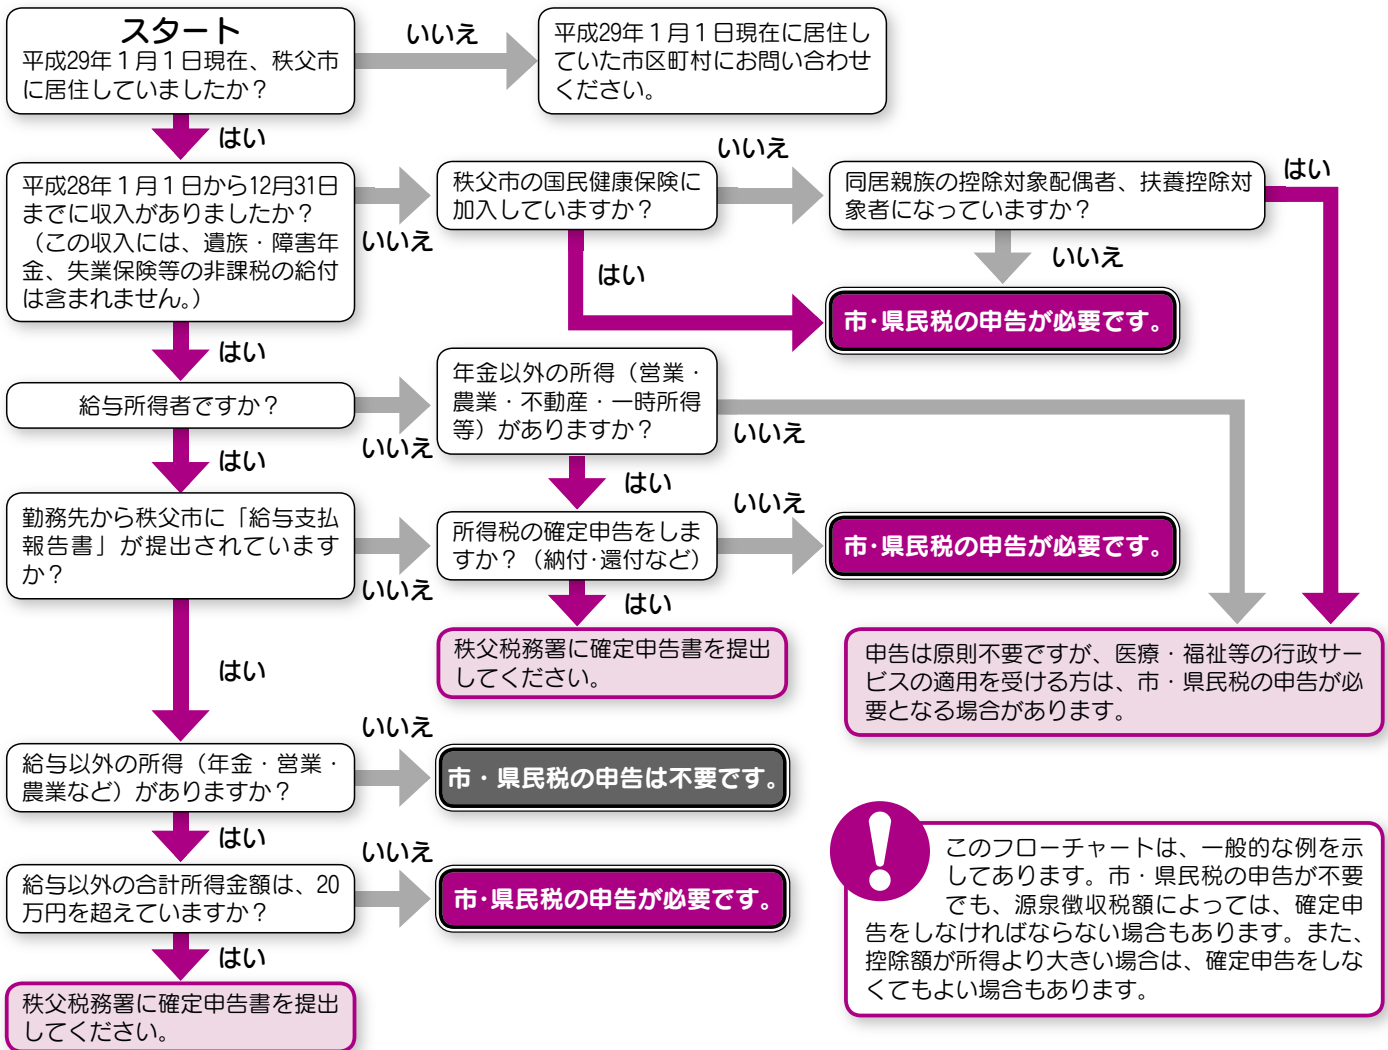 スタート
平成29年1月1日現在、秩父市
に居住していましたか？
いいえ
平成29年1月1日現在に居住し
ていた市区町村にお問い合わせ
ください。
はい
平成28年1月1日から12月31日
までに収入がありましたか？
（この収入には、遺族・障害年
金、失業保険等の非課税の給付
は含まれません。）
いいえ
秩父市の国民健康保険に
加入していますか？
いいえ
同居親族の控除対象配偶者、扶養控除対
象者になっていますか？
はい
はい
いいえ
市・県民税の申告が必要です。
はい
給与所得者ですか？
いいえ
年金以外の所得（営業・
農業・不動産・一時所得
等）がありますか？
いいえ
はい
はい
勤務先から秩父市に「給与支払
報告書」が提出されています
か？
いいえ
所得税の確定申告をしま
すか？（納付・還付など）
いいえ
市・県民税の申告が必要です。
はい
秩父税務署に確定申告書を提出
してください。
申告は原則不要ですが、医療・福祉等の行政サー
ビスの適用を受ける方は、市・県民税の申告が必
要となる場合があります。
はい
給与以外の所得（年金・営業・
農業など）がありますか？
いいえ
市・県民税の申告は不要です。
はい
給与以外の合計所得金額は、20
万円を超えていますか？
いいえ
市・県民税の申告が必要です。
はい
秩父税務署に確定申告書を提出
してください。
！
このフローチャートは、一般的な例を示
してあります。市・県民税の申告が不要
でも、源泉徴収税額によっては、確定申
告をしなければならない場合もあります。また、
控除額が所得より大きい場合は、確定申告をしな
くてもよい場合もあります。